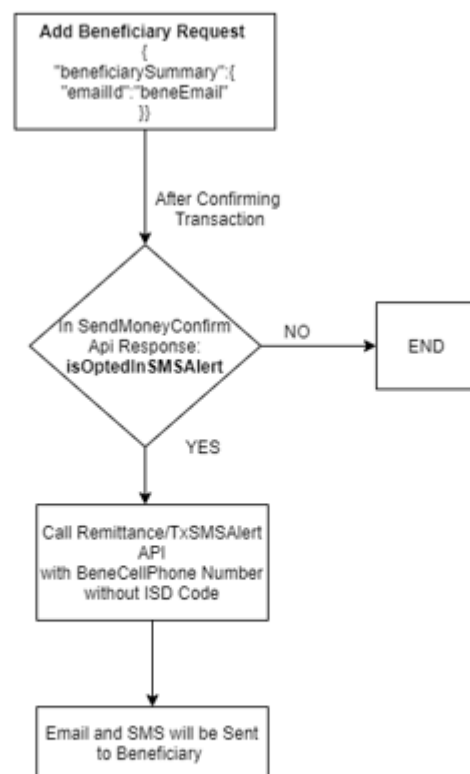 Add Beneficiary Request
{
"beneficiarySummary":{
"emailId":"beneEmail"
}}
After Confirming
Transaction
In SendMoneyConfirm
Api Response:
isOptedInSMSAlert
NO
END
YES
Call Remittance/TxSMSAlert
API
with BeneCellPhone Number
without ISD Code
Email and SMS will be Sent
to Beneficiary